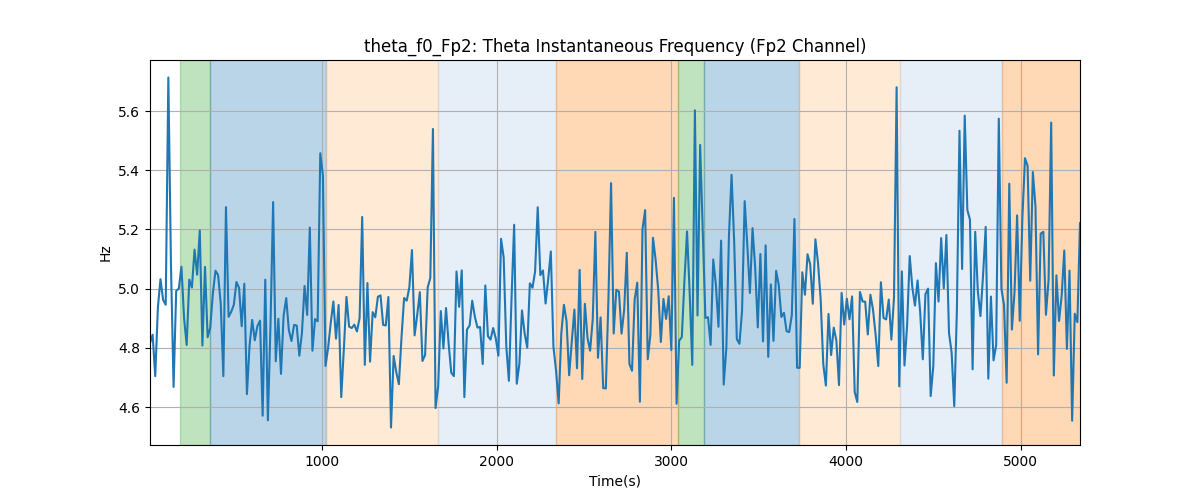 theta_f0_Fp2: Theta Instantaneous Frequency (Fp2 Channel)
Hz
5.6
5.4
5.2
5.0
4.8
4.6
1000 2000 3000 4000 5000
Time(s)